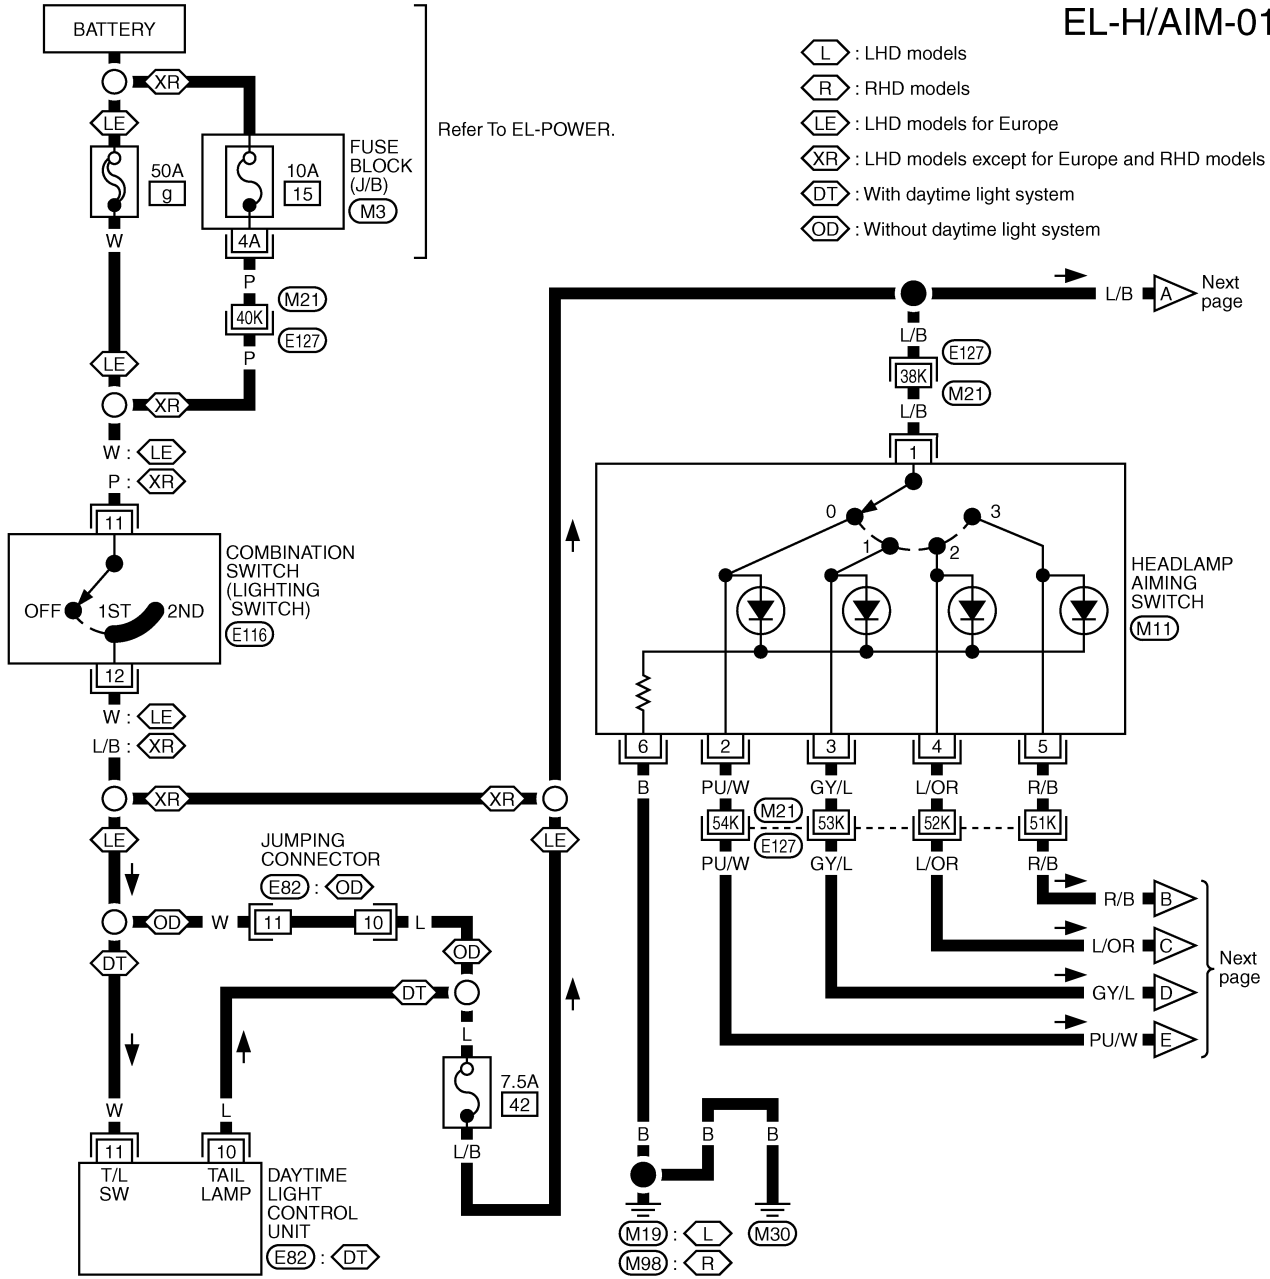 EL-H/AIM-01
BATTERY
L : LHD models
R : RHD models
LE : LHD models for Europe
XR : LHD models except for Europe and RHD models
DT : With daytime light system
OD : Without daytime light system
XR
LE
Refer To EL-POWER.
50A
g
10A
15
FUSE
BLOCK
(J/B)
M3
W
4A
P
M21
40K
E127
P
LE
XR
W : LE
P : XR
11
COMBINATION
SWITCH
(LIGHTING
SWITCH)
E116
OFF
1ST
2ND
12
W : LE
L/B : XR
XR
XR
LE
LE
JUMPING
CONNECTOR
E82 : OD
OD
W
11
10
L
OD
DT
DT
L
7.5A
42
L/B
W
L
11
10
T/L
SW
TAIL
LAMP
DAYTIME
LIGHT
CONTROL
UNIT
E82 : DT
L/B
A
Next
page
L/B
E127
38K
M21
L/B
1
0
1
2
3
HEADLAMP
AIMING
SWITCH
M11
6
2
3
4
5
B
PU/W
GY/L
L/OR
R/B
M21
54K
53K
52K
51K
E127
PU/W
GY/L
L/OR
R/B
R/B
B
L/OR
C
GY/L
D
PU/W
E
Next
page
B
B
B
M19 : L
M98 : R
M30